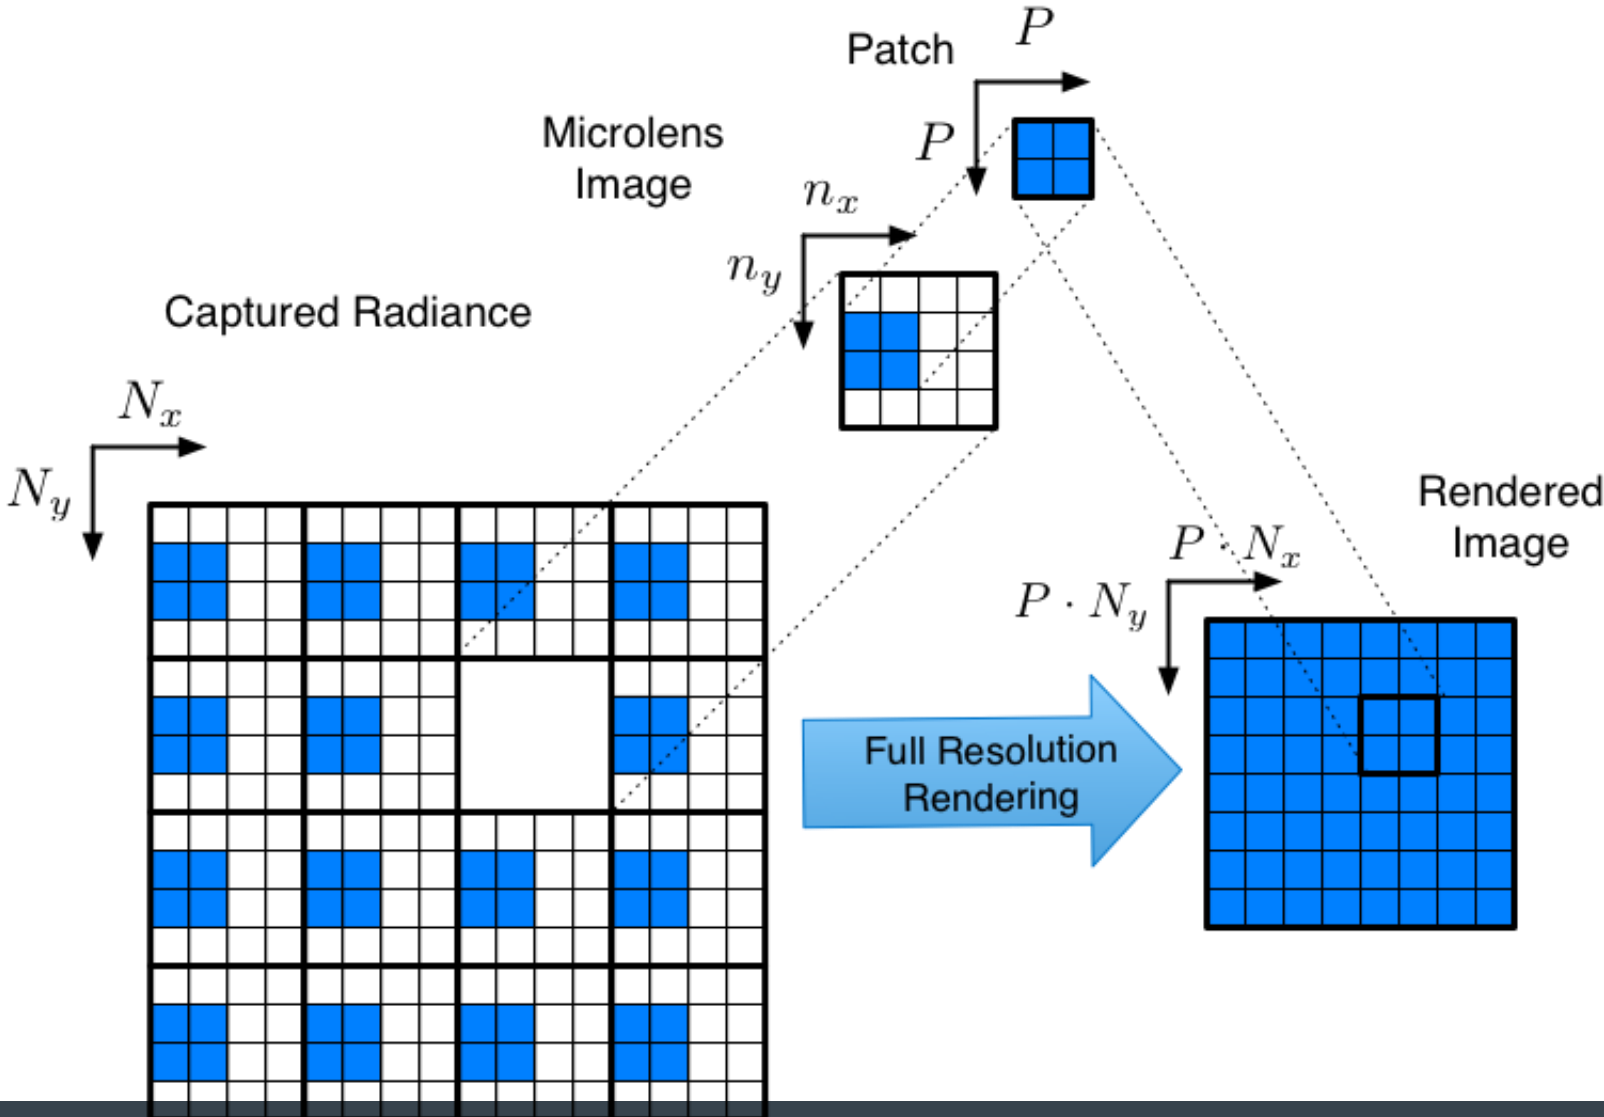 Patch
P
P
Microlens
Image
n_x
n_y
Captured Radiance
N_x
N_y
Rendered
Image
P · N_x
P · N_y
Full Resolution
Rendering